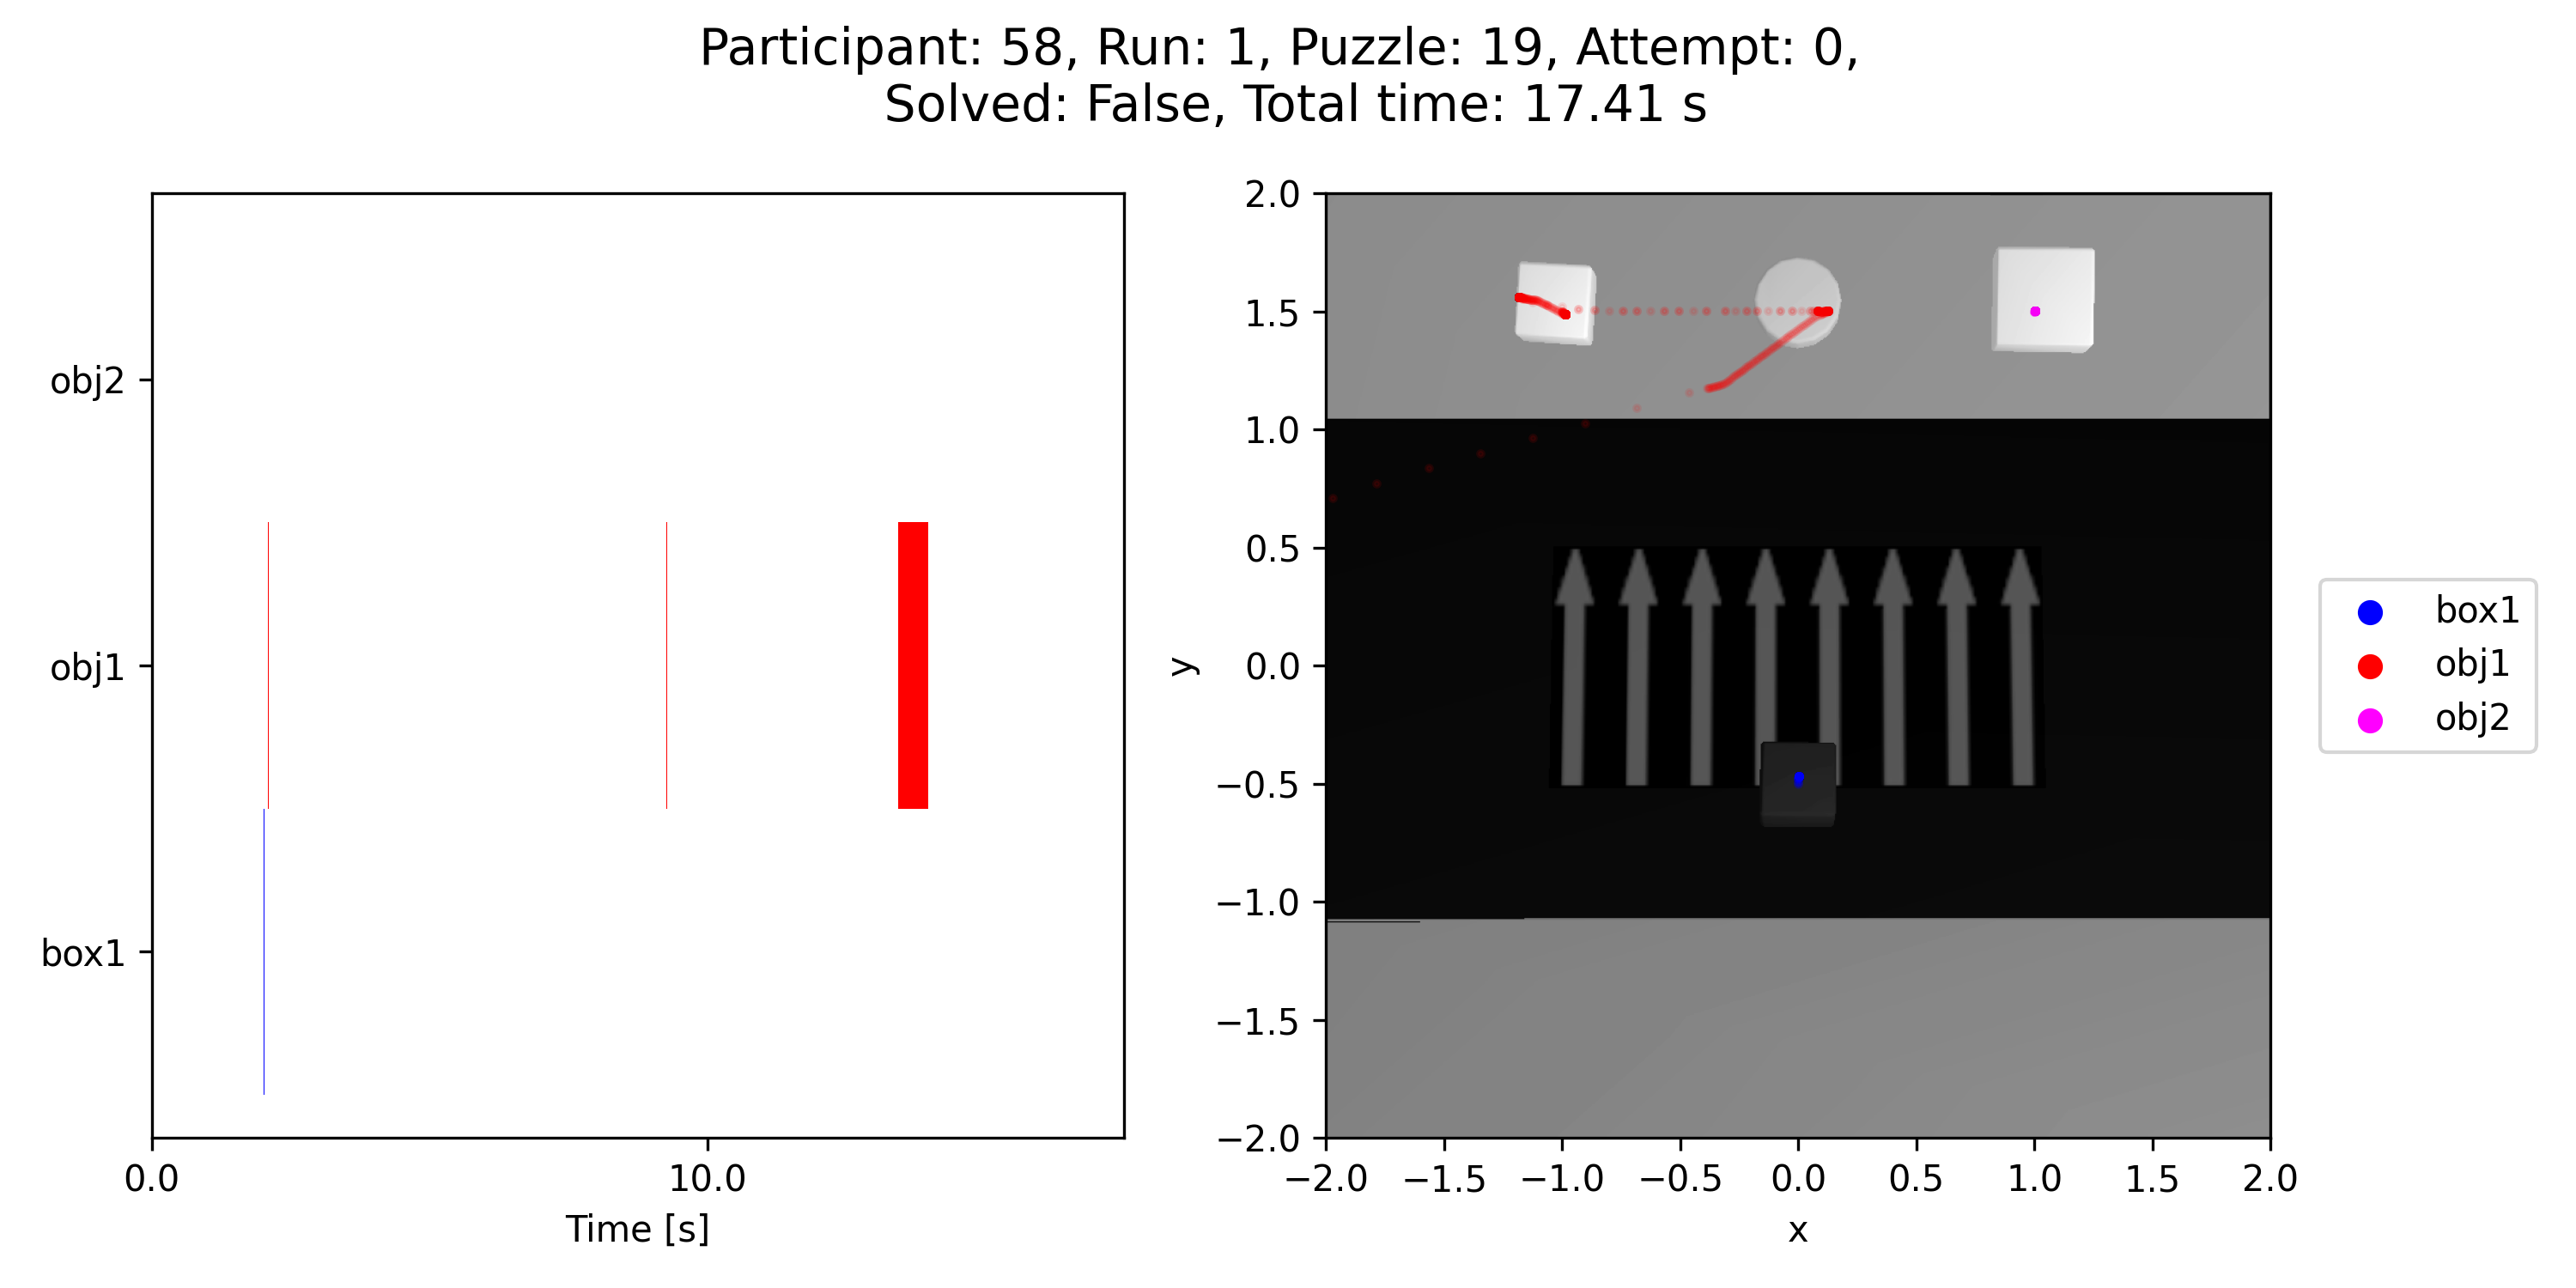 Participant: 58, Run: 1, Puzzle: 19, Attempt: 0,
Solved: False, Total time: 17.41 s
obj2
obj1
box1
0.0
10.0
Time [s]
2.0
1.5
1.0
0.5
0.0
−0.5
−1.0
−1.5
−2.0
y
−2.0
−1.5
−1.0
−0.5
0.0
0.5
1.0
1.5
2.0
x
box1
obj1
obj2